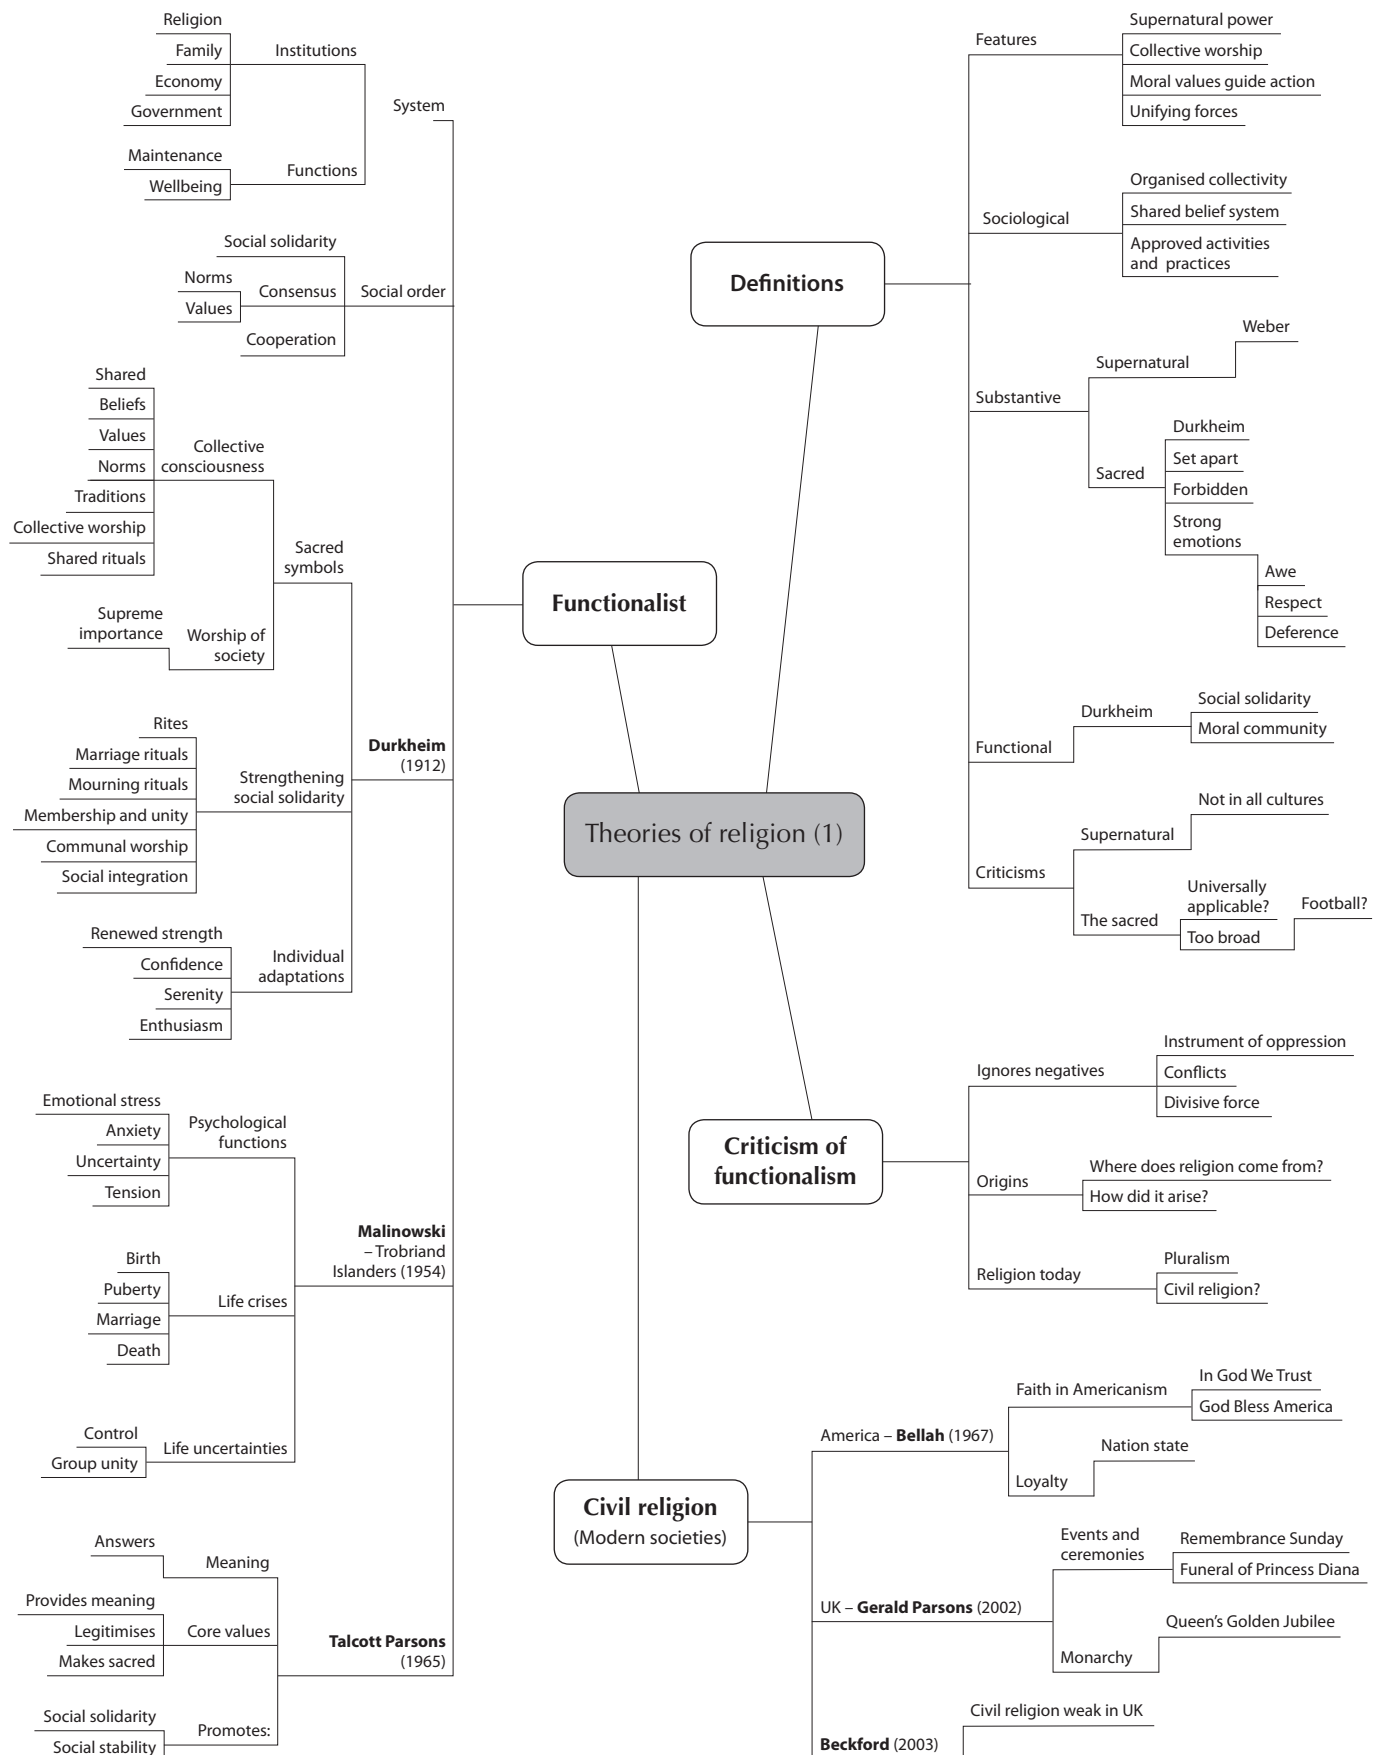 Theories of religion (1)
Definitions
Features
Supernatural power
Collective worship
Moral values guide action
Unifying forces
Sociological
Organised collectivity
Shared belief system
Approved activities
and practices
Substantive
Supernatural
Weber
Sacred
Durkheim
Set apart
Forbidden
Strong
emotions
Awe
Respect
Deference
Functional
Durkheim
Social solidarity
Moral community
Criticisms
Supernatural
Not in all cultures
The sacred
Universally
applicable?
Too broad
Football?
Criticism of
functionalism
Ignores negatives
Instrument of oppression
Conflicts
Divisive force
Origins
Where does religion come from?
How did it arise?
Religion today
Pluralism
Civil religion?
Civil religion
(Modern societies)
America – Bellah (1967)
Faith in Americanism
In God We Trust
God Bless America
Loyalty
Nation state
UK – Gerald Parsons (2002)
Events and
ceremonies
Remembrance Sunday
Funeral of Princess Diana
Monarchy
Queen's Golden Jubilee
Beckford (2003)
Civil religion weak in UK
Functionalist
System
Institutions
Religion
Family
Economy
Government
Functions
Maintenance
Wellbeing
Social order
Social solidarity
Consensus
Norms
Values
Cooperation
Durkheim
(1912)
Sacred
symbols
Collective
consciousness
Shared
Beliefs
Values
Norms
Traditions
Collective worship
Shared rituals
Worship of
society
Supreme
importance
Strengthening
social solidarity
Rites
Marriage rituals
Mourning rituals
Membership and unity
Communal worship
Social integration
Individual
adaptations
Renewed strength
Confidence
Serenity
Enthusiasm
Malinowski
– Trobriand
Islanders (1954)
Psychological
functions
Emotional stress
Anxiety
Uncertainty
Tension
Life crises
Birth
Puberty
Marriage
Death
Life uncertainties
Control
Group unity
Talcott Parsons
(1965)
Meaning
Answers
Core values
Provides meaning
Legitimises
Makes sacred
Promotes:
Social solidarity
Social stability